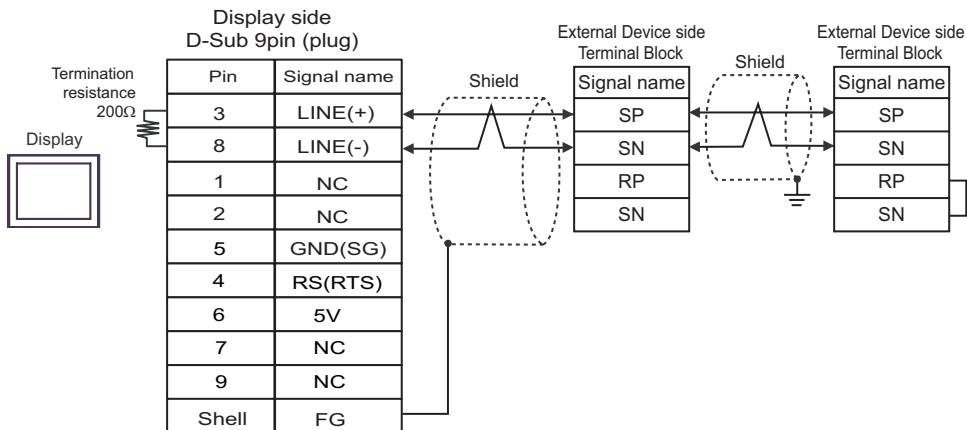 Display side
D-Sub 9pin (plug)
Termination
resistance
200Ω
Display
Pin Signal name
3 LINE(+)
8 LINE(-)
1 NC
2 NC
5 GND(SG)
4 RS(RTS)
6 5V
7 NC
9 NC
Shell FG
Shield
External Device side
Terminal Block
Signal name
SP
SN
RP
SN
Shield
External Device side
Terminal Block
Signal name
SP
SN
RP
SN